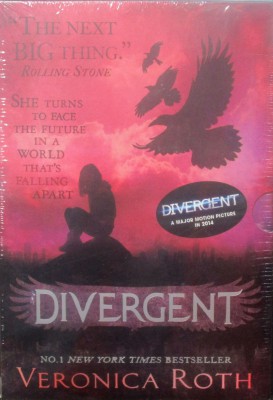 "THE NEXT
BIG THING."
ROLLING STONE
SHE TURNS
TO FACE
THE FUTURE
IN A
WORLD
THAT'S
FALLING
APART
DIVERGENT
A MAJOR MOTION PICTURE
IN 2014
DIVERGENT
NO.1 NEW YORK TIMES BESTSELLER
VERONICA ROTH